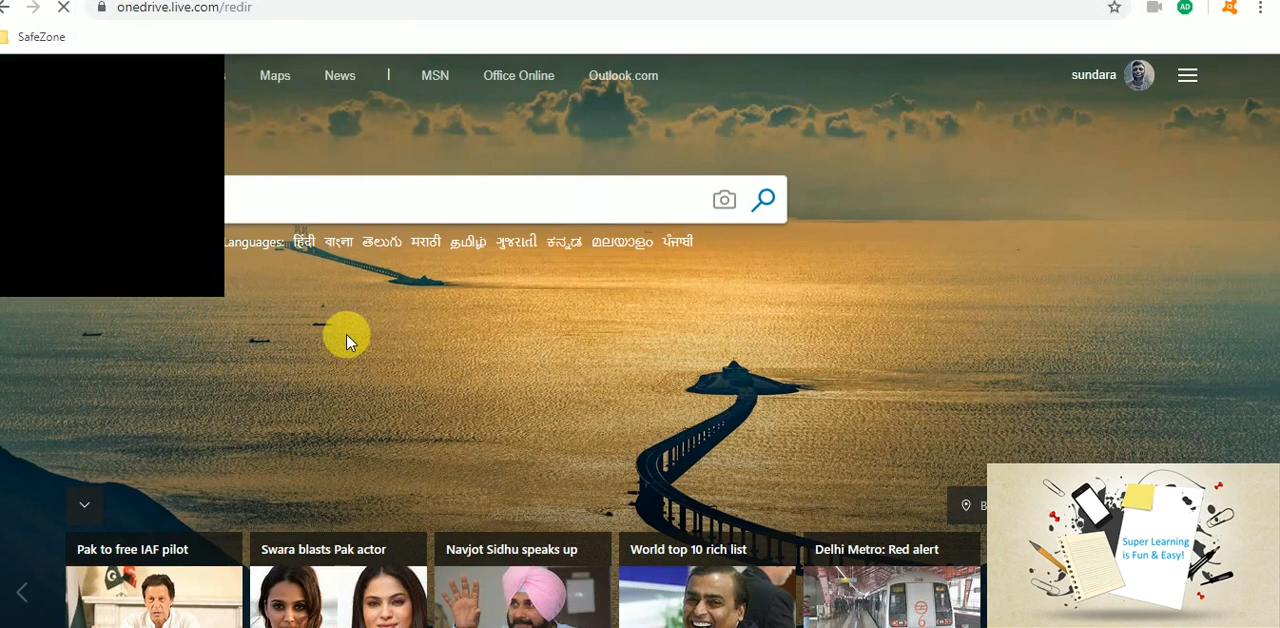 onedrive.live.com/redir
AD
SafeZone
Maps News | MSN Office Online Outlook.com
sundara
Languages: हिंदी বাংলা తెలుగు मराठी தமிழ் ગુજરાતી ಕನ್ನಡ മലയാളം ਪੰਜਾਬੀ
Pak to free IAF pilot
Swara blasts Pak actor
Navjot Sidhu speaks up
World top 10 rich list
Delhi Metro: Red alert
Super Learning
is Fun & Easy!